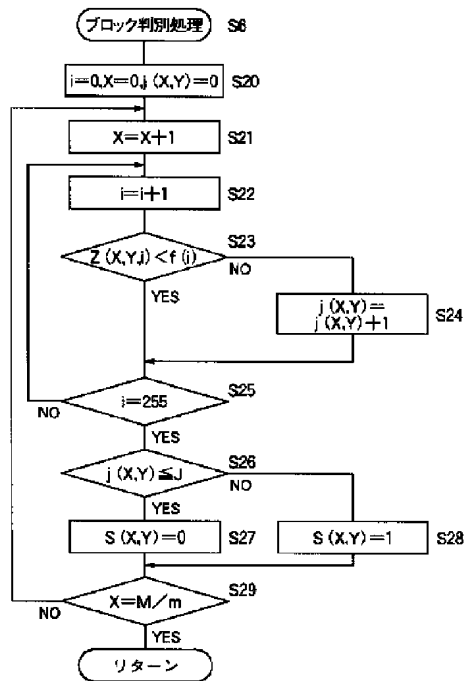 ブロック判別処理 S6
i=0,X=0,j(X,Y)=0 S20
X=X+1 S21
i=i+1 S22
S23
Z(X,Y,i)<f(i)
NO
YES
j(X,Y)=
j(X,Y)+1 S24
S25
i=255
NO
YES
S26
j(X,Y)≦J
NO
YES
S(X,Y)=0 S27
S(X,Y)=1 S28
S29
X=M/m
NO
YES
リターン